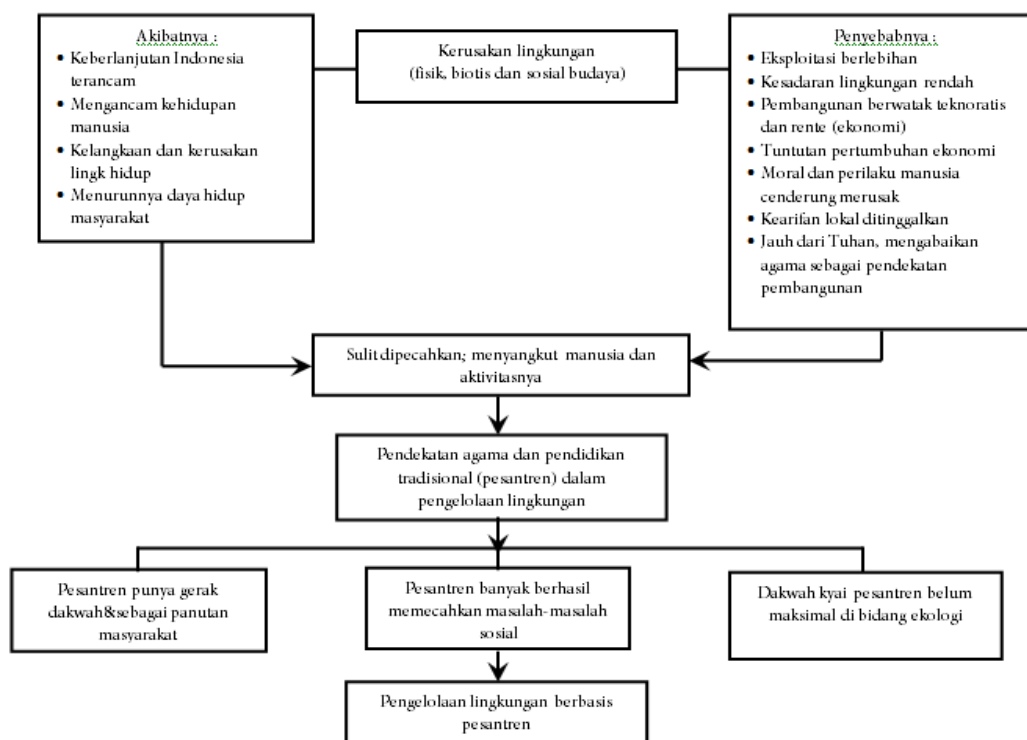 Akibatnya :
• Keberlanjutan Indonesia
terancam
• Mengancam kehidupan
manusia
• Kelangkaan dan kerusakan
lingk hidup
• Menurunnya daya hidup
masyarakat
Kerusakan lingkungan
(fisik, biotis dan sosial budaya)
Penyebabnya :
• Eksploitasi berlebihan
• Kesadaran lingkungan rendah
• Pembangunan berwatak teknoratis
dan rente (ekonomi)
• Tuntutan pertumbuhan ekonomi
• Moral dan perilaku manusia
cenderung merusak
• Kearifan lokal ditinggalkan
• Jauh dari Tuhan, mengabaikan
agama sebagai pendekatan
pembangunan
Sulit dipecahkan; menyangkut manusia dan
aktivitasnya
Pendekatan agama dan pendidikan
tradisional (pesantren) dalam
pengelolaan lingkungan
Pesantren punya gerak
dakwah&sebagai panutan
masyarakat
Pesantren banyak berhasil
memecahkan masalah-masalah
sosial
Dakwah kyai pesantren belum
maksimal di bidang ekologi
Pengelolaan lingkungan berbasis
pesantren